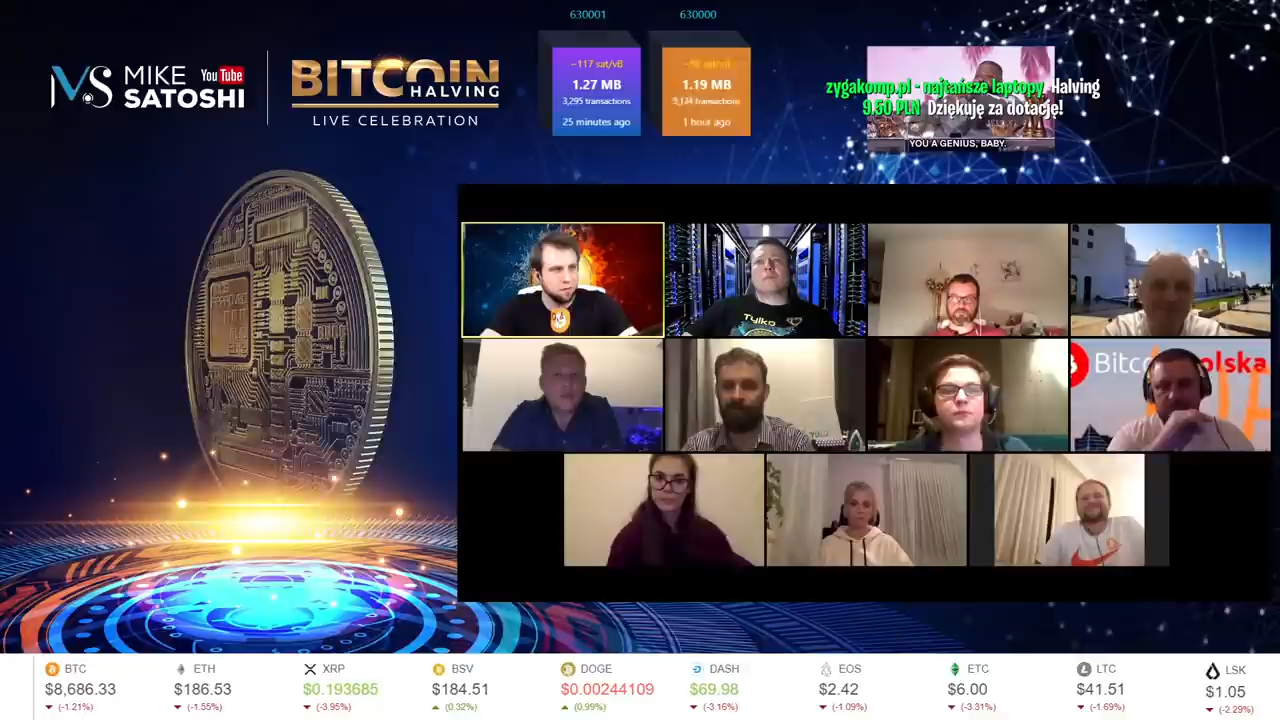 630001
630000
MS MIKE SATOSHI YouTube
BITCOIN
HALVING
LIVE CELEBRATION
~117 sat/vB
1.27 MB
3,295 transactions
25 minutes ago
1.19 MB
transactions
1 hour ago
zygakomp.pl - najtańsze laptopy Halving
9.50 PLN Dziękuję za dotację!
YOU A GENIUS, BABY.
Tylko
BTC
$8,686.33
(-1.21%)
ETH
$186.53
(-1.55%)
XRP
$0.193685
(-3.95%)
BSV
$184.51
(0.32%)
DOGE
$0.00244109
(0.99%)
DASH
$69.98
(-3.16%)
EOS
$2.42
(-1.09%)
ETC
$6.00
(-3.31%)
LTC
$41.51
(-1.69%)
LSK
$1.05
(-2.29%)